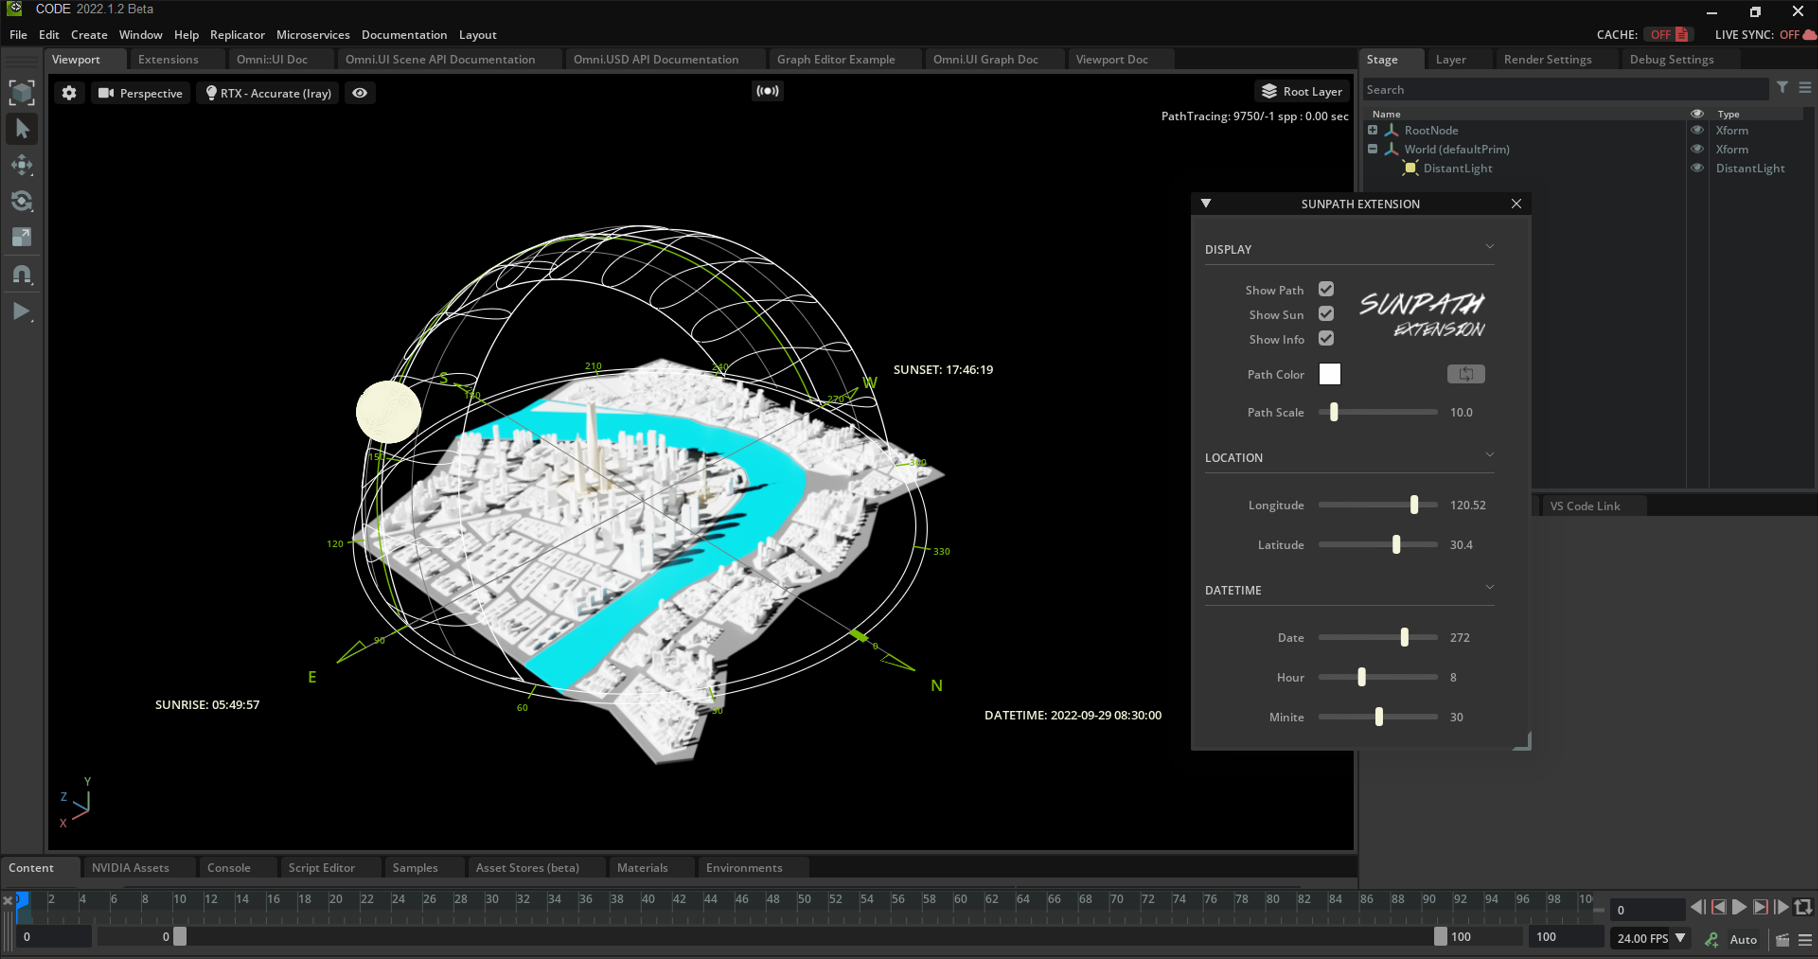 CODE 2022.1.2 Beta
File Edit Create Window Help Replicator Microservices Documentation Layout
CACHE: OFF LIVE SYNC: OFF
Viewport Extensions Omni::UI Doc Omni.UI Scene API Documentation Omni.USD API Documentation Graph Editor Example Omni.UI Graph Doc Viewport Doc
Stage Layer Render Settings Debug Settings
Perspective RTX - Accurate (Iray) Root Layer
Search
PathTracing: 9750/-1 spp : 0.00 sec
Name Type
RootNode Xform
World (defaultPrim) Xform
DistantLight DistantLight
SUNPATH EXTENSION
DISPLAY
Show Path
Show Sun
Show Info
SUNPATH
EXTENSION
Path Color
Path Scale 10.0
LOCATION
Longitude 120.52
Latitude 30.4
DATETIME
Date 272
Hour 8
Minite 30
VS Code Link
210
240
SUNSET: 17:46:19
S
180
W
270
300
120
330
90
0
E
N
60
30
SUNRISE: 05:49:57
DATETIME: 2022-09-29 08:30:00
Y
Z
X
Content NVIDIA Assets Console Script Editor Samples Asset Stores (beta) Materials Environments
2 4 6 8 10 12 14 16 18 20 22 24 26 28 30 32 34 36 38 40 42 44 46 48 50 52 54 56 58 60 62 64 66 68 70 72 74 76 78 80 82 84 86 88 90 92 94 96 98
0
0 0 100 100 24.00 FPS Auto